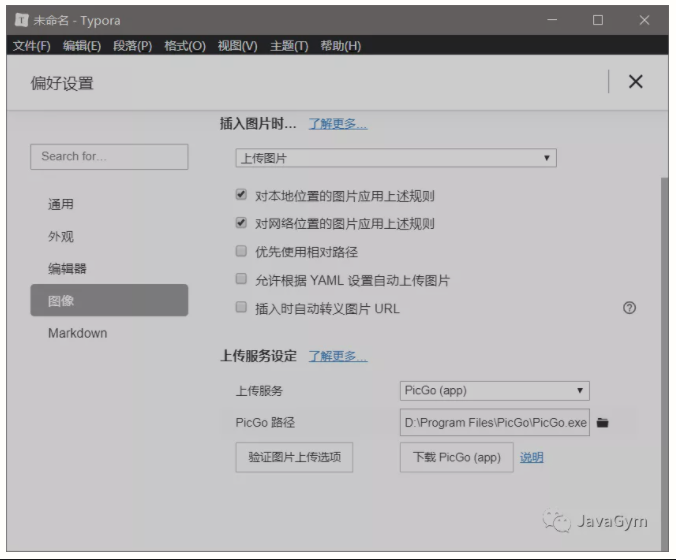 未命名 - Typora
文件(F) 编辑(E) 段落(P) 格式(O) 视图(V) 主题(T) 帮助(H)
偏好设置
插入图片时... 了解更多...
Search for...
上传图片
通用
对本地位置的图片应用上述规则
外观
对网络位置的图片应用上述规则
优先使用相对路径
编辑器
允许根据 YAML 设置自动上传图片
图像
插入时自动转义图片 URL
Markdown
上传服务设定 了解更多...
上传服务 PicGo (app)
PicGo 路径 D:\Program Files\PicGo\PicGo.exe
验证图片上传选项 下载 PicGo (app) 说明
JavaGym